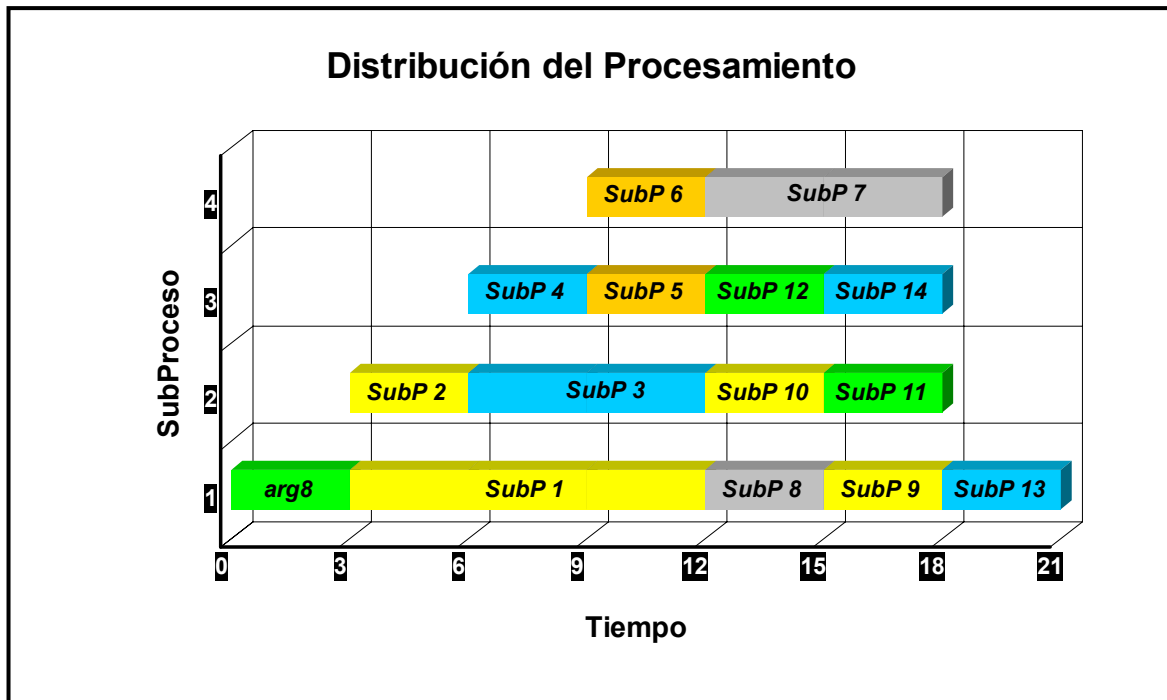 Distribución del Procesamiento
SubProceso
4
SubP 6 SubP 7
3
SubP 4 SubP 5 SubP 12 SubP 14
2
SubP 2 SubP 3 SubP 10 SubP 11
1
arg8 SubP 1 SubP 8 SubP 9 SubP 13
0 3 6 9 12 15 18 21
Tiempo